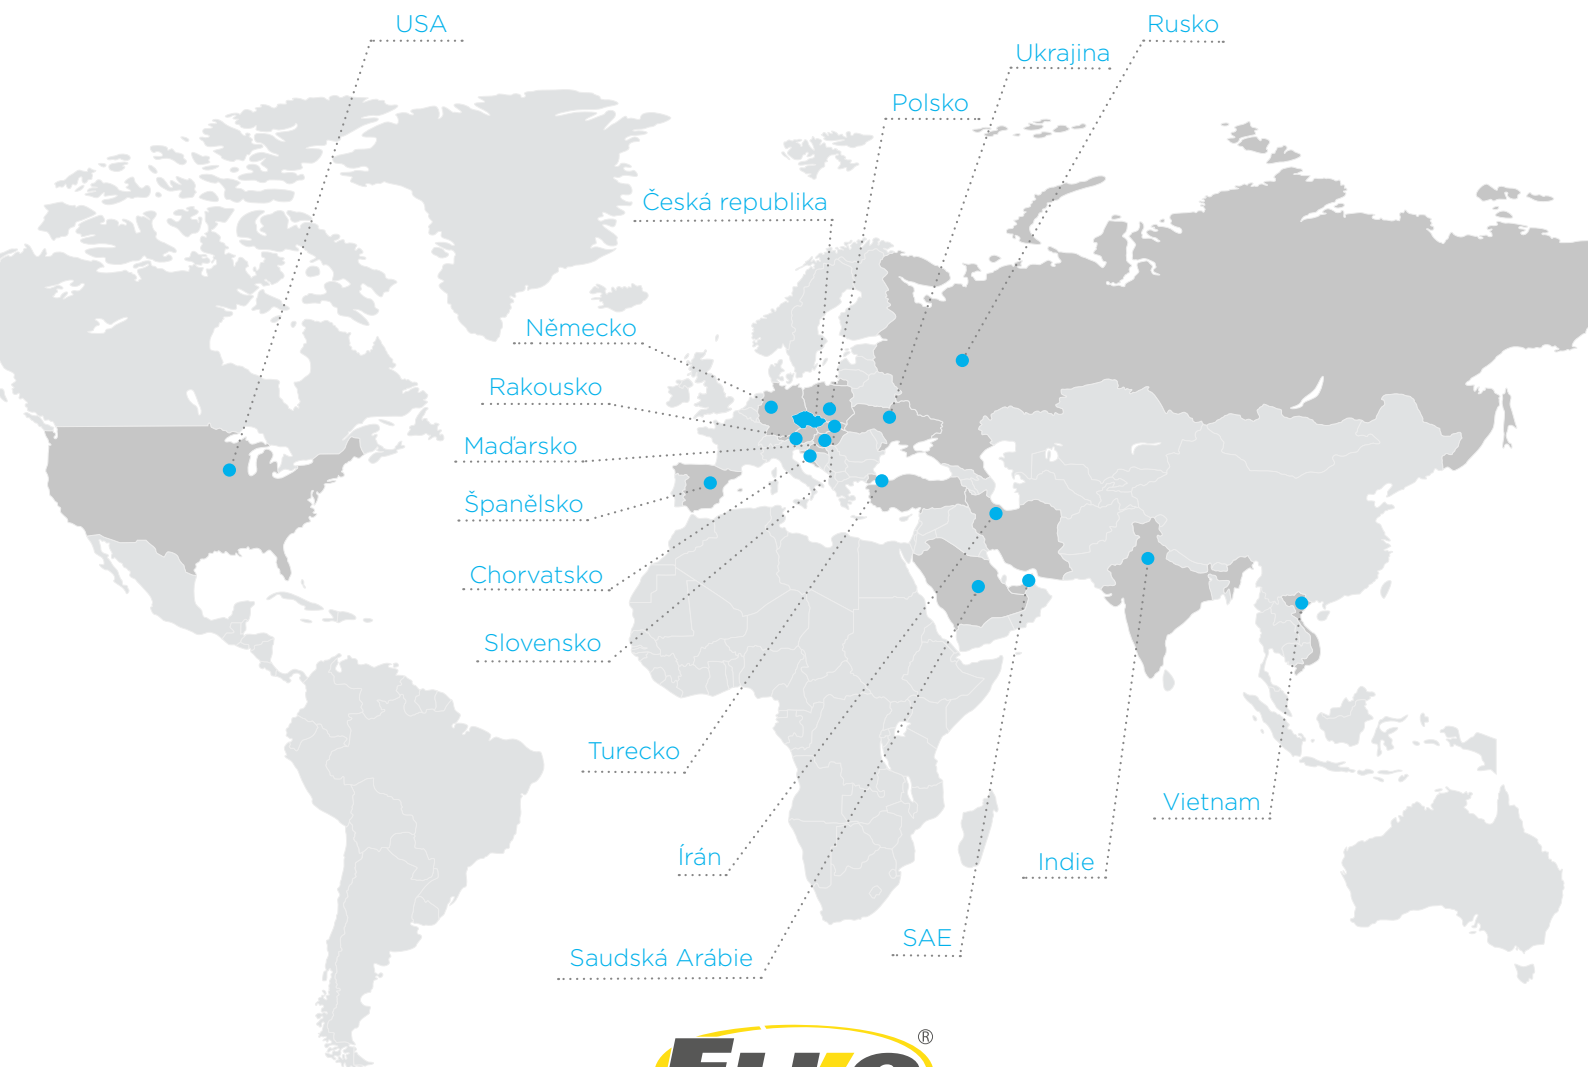 USA
Rusko
Ukrajina
Polsko
Česká republika
Německo
Rakousko
Maďarsko
Španělsko
Chorvatsko
Slovensko
Turecko
Vietnam
Írán
Indie
SAE
Saudská Arábie
®